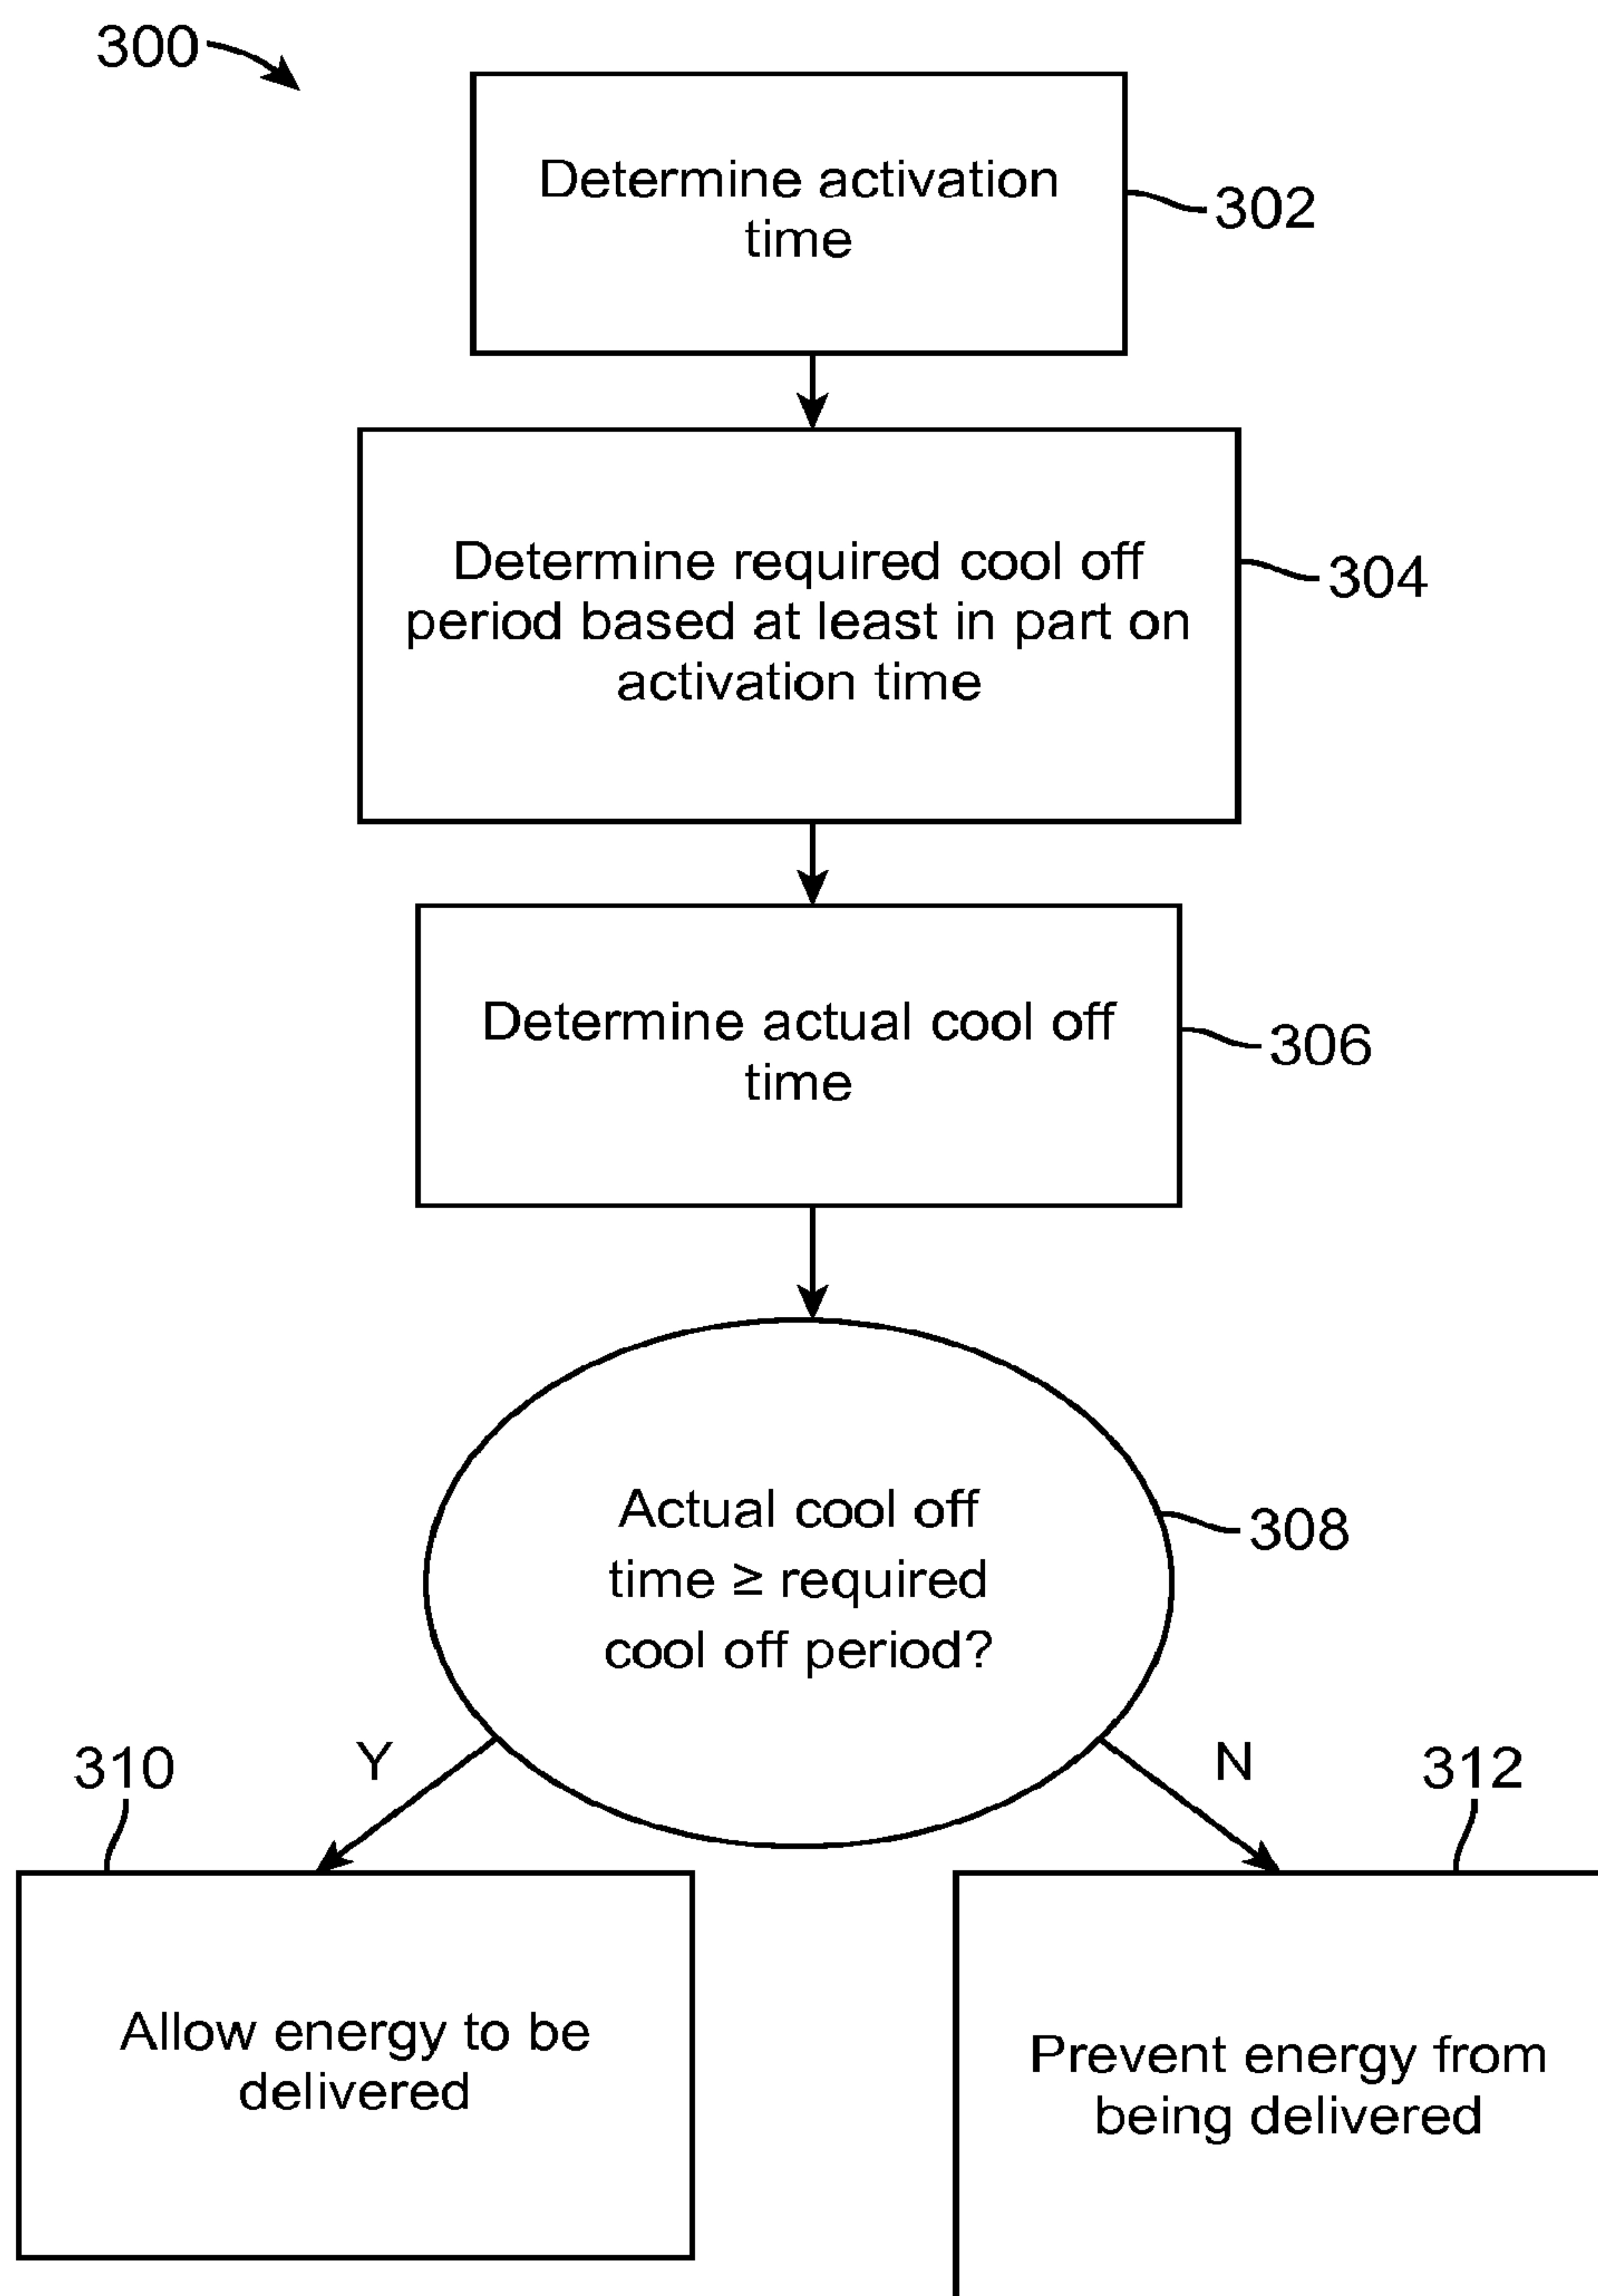 300
Determine activation
time
302
Determine required cool off
period based at least in part on
activation time
304
Determine actual cool off
time
306
Actual cool off
time ≥ required
cool off period?
308
Y
N
310
312
Allow energy to be
delivered
Prevent energy from
being delivered